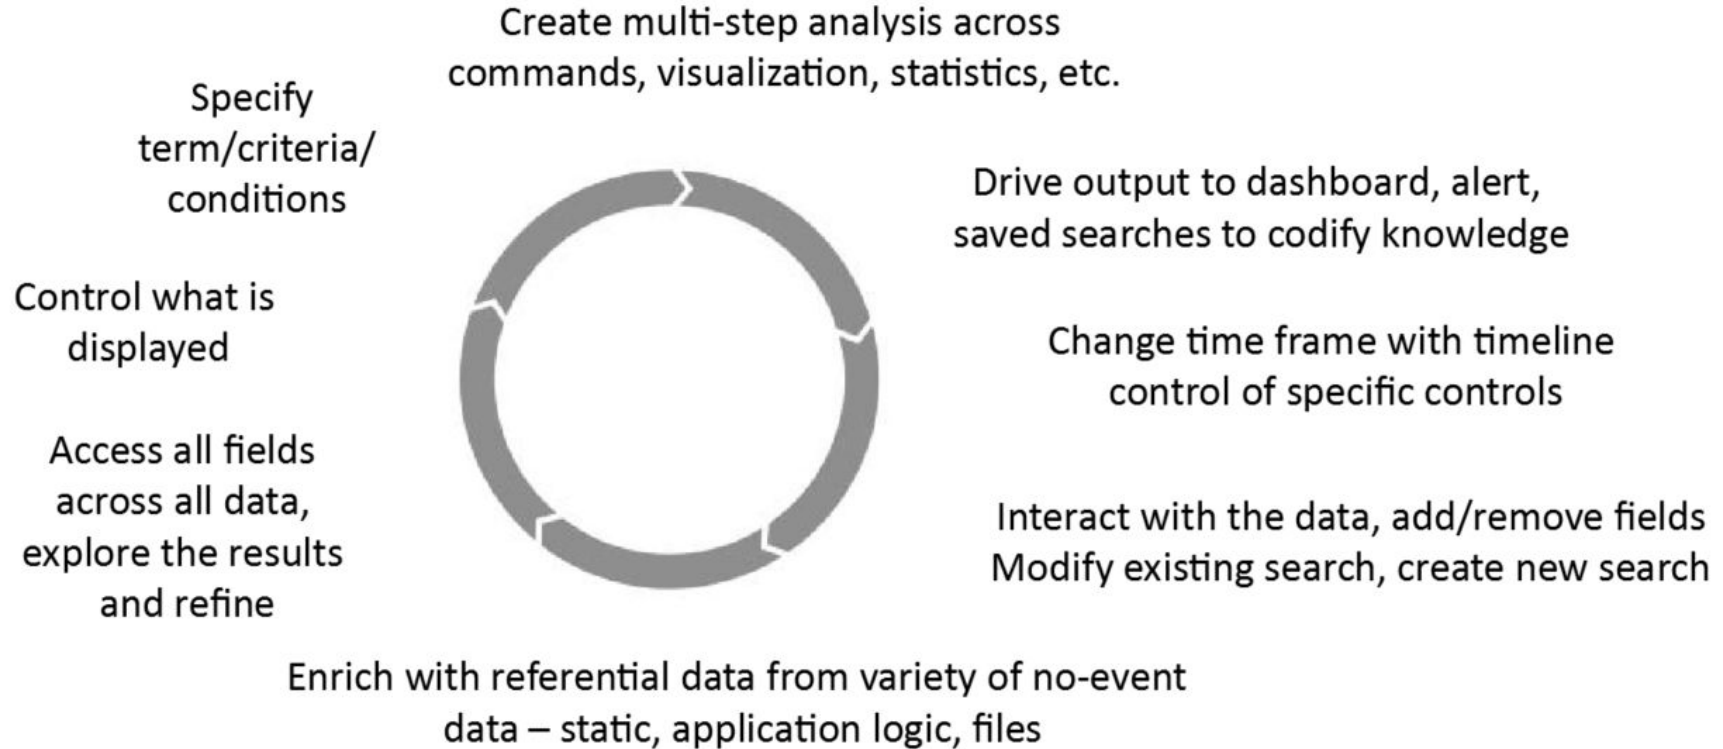 Create multi-step analysis across
commands, visualization, statistics, etc.
Specify
term/criteria/
conditions
Drive output to dashboard, alert,
saved searches to codify knowledge
Control what is
displayed
Change time frame with timeline
control of specific controls
Access all fields
across all data,
explore the results
and refine
Interact with the data, add/remove fields
Modify existing search, create new search
Enrich with referential data from variety of no-event
data – static, application logic, files